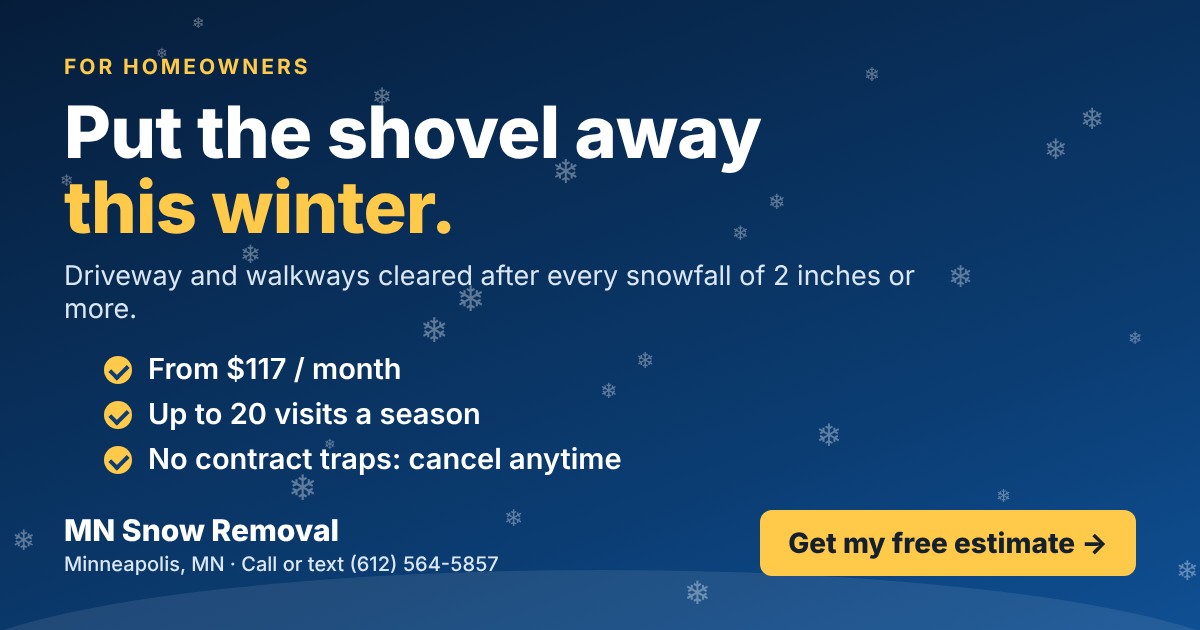 FOR HOMEOWNERS
Put the shovel away
this winter.
Driveway and walkways cleared after every snowfall of 2 inches or
more.
From $117 / month
Up to 20 visits a season
No contract traps: cancel anytime
MN Snow Removal
Minneapolis, MN · Call or text (612) 564-5857
Get my free estimate →